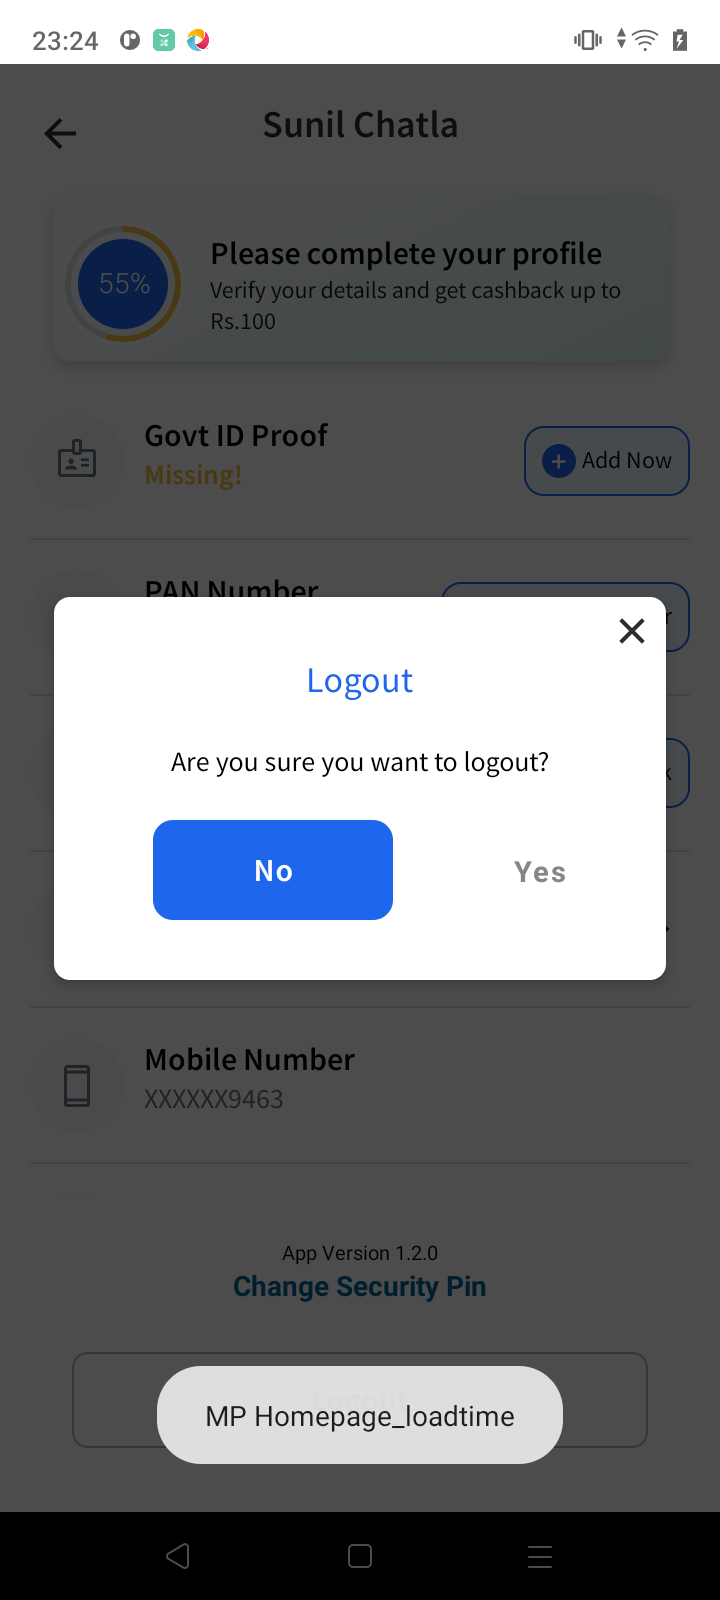 23:24
Sunil Chatla
55%
Please complete your profile
Verify your details and get cashback up to
Rs.100
Govt ID Proof
Missing!
Add Now
PAN Number
Logout
Are you sure you want to logout?
No
Yes
Mobile Number
XXXXXX9463
App Version 1.2.0
Change Security Pin
Logout
MP Homepage_loadtime